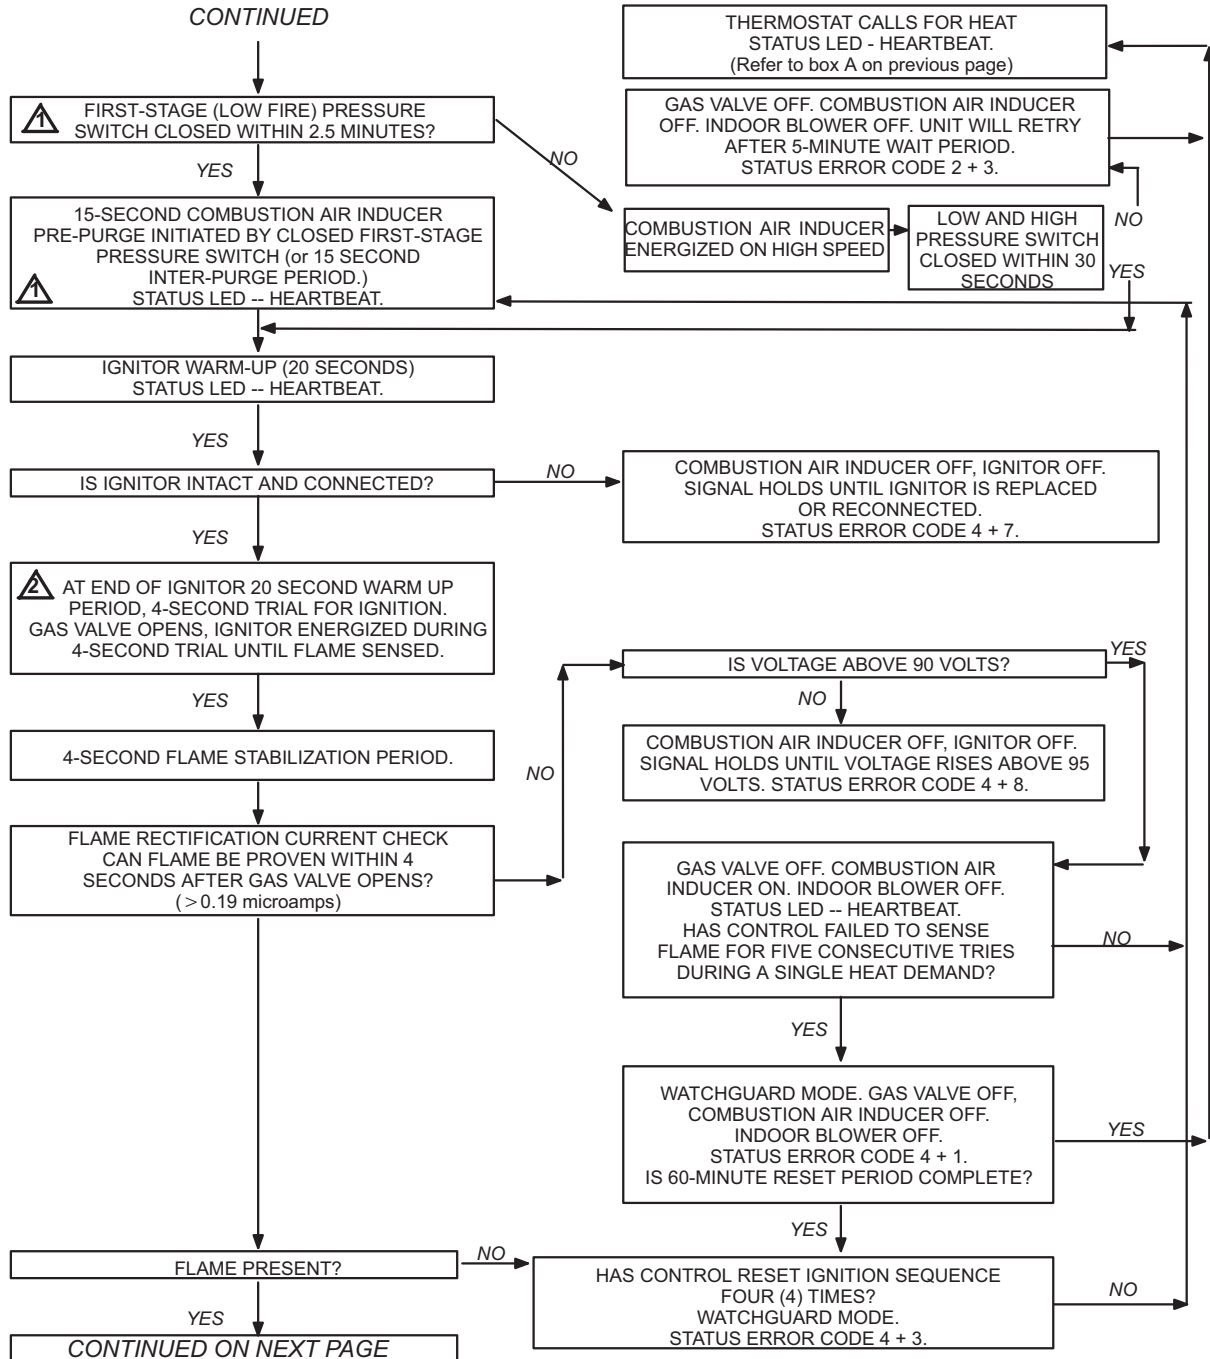 CONTINUED
THERMOSTAT CALLS FOR HEAT
STATUS LED - HEARTBEAT.
(Refer to box A on previous page)
1
FIRST-STAGE (LOW FIRE) PRESSURE
SWITCH CLOSED WITHIN 2.5 MINUTES?
GAS VALVE OFF. COMBUSTION AIR INDUCER
OFF. INDOOR BLOWER OFF. UNIT WILL RETRY
AFTER 5-MINUTE WAIT PERIOD.
STATUS ERROR CODE 2 + 3.
YES
NO
15-SECOND COMBUSTION AIR INDUCER
PRE-PURGE INITIATED BY CLOSED FIRST-STAGE
PRESSURE SWITCH (or 15 SECOND
INTER-PURGE PERIOD.)
1
STATUS LED -- HEARTBEAT.
COMBUSTION AIR INDUCER
ENERGIZED ON HIGH SPEED
LOW AND HIGH
PRESSURE SWITCH
CLOSED WITHIN 30
SECONDS
NO
YES
IGNITOR WARM-UP (20 SECONDS)
STATUS LED -- HEARTBEAT.
YES
IS IGNITOR INTACT AND CONNECTED?
NO
COMBUSTION AIR INDUCER OFF, IGNITOR OFF.
SIGNAL HOLDS UNTIL IGNITOR IS REPLACED
OR RECONNECTED.
STATUS ERROR CODE 4 + 7.
YES
2
AT END OF IGNITOR 20 SECOND WARM UP
PERIOD, 4-SECOND TRIAL FOR IGNITION.
GAS VALVE OPENS, IGNITOR ENERGIZED DURING
4-SECOND TRIAL UNTIL FLAME SENSED.
YES
IS VOLTAGE ABOVE 90 VOLTS?
YES
NO
4-SECOND FLAME STABILIZATION PERIOD.
NO
COMBUSTION AIR INDUCER OFF, IGNITOR OFF.
SIGNAL HOLDS UNTIL VOLTAGE RISES ABOVE 95
VOLTS. STATUS ERROR CODE 4 + 8.
FLAME RECTIFICATION CURRENT CHECK
CAN FLAME BE PROVEN WITHIN 4
SECONDS AFTER GAS VALVE OPENS?
(>0.19 microamps)
GAS VALVE OFF. COMBUSTION AIR
INDUCER ON. INDOOR BLOWER OFF.
STATUS LED -- HEARTBEAT.
HAS CONTROL FAILED TO SENSE
FLAME FOR FIVE CONSECUTIVE TRIES
DURING A SINGLE HEAT DEMAND?
NO
YES
WATCHGUARD MODE. GAS VALVE OFF,
COMBUSTION AIR INDUCER OFF.
INDOOR BLOWER OFF.
STATUS ERROR CODE 4 + 1.
IS 60-MINUTE RESET PERIOD COMPLETE?
YES
YES
FLAME PRESENT?
NO
HAS CONTROL RESET IGNITION SEQUENCE
FOUR (4) TIMES?
WATCHGUARD MODE.
STATUS ERROR CODE 4 + 3.
NO
YES
CONTINUED ON NEXT PAGE